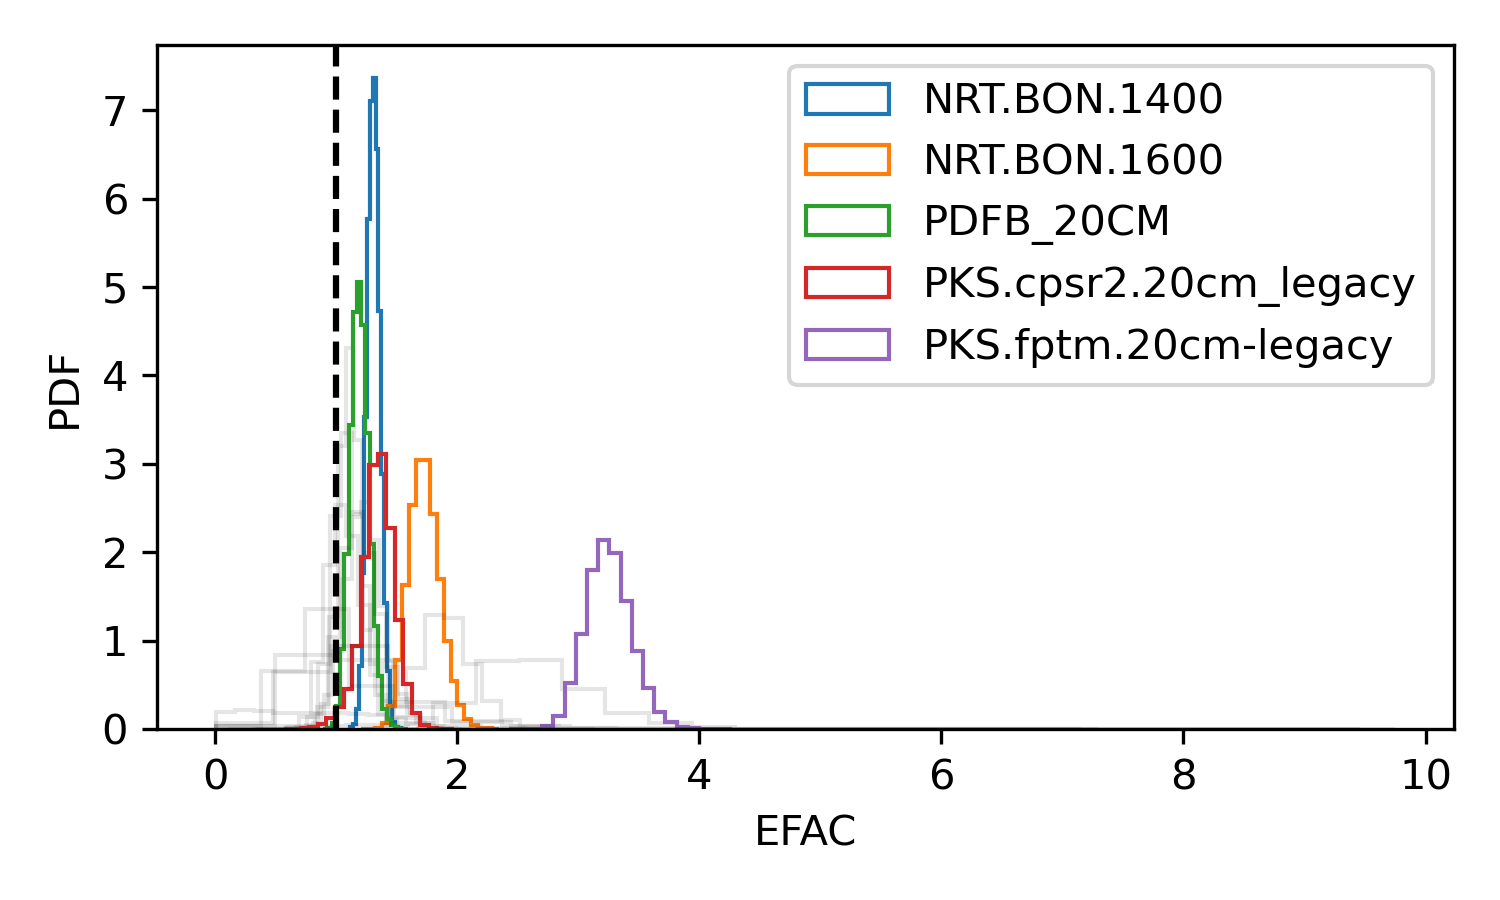 NRT.BON.1400
NRT.BON.1600
PDFB_20CM
PKS.cpsr2.20cm_legacy
PKS.fptm.20cm-legacy
PDF
7
6
5
4
3
2
1
0
0 2 4 6 8 10
EFAC